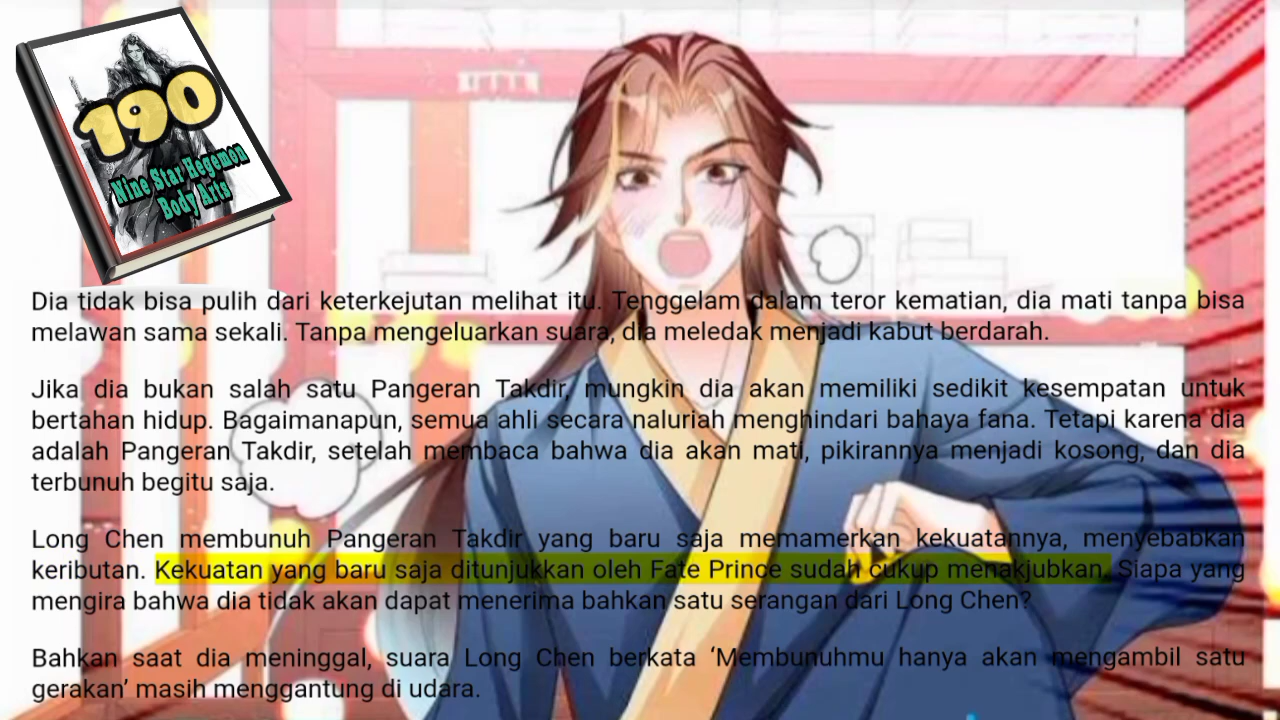 190
Nine Star Hegemon
Body Arts
Dia tidak bisa pulih dari keterkejutan melihat itu. Tenggelam dalam teror kematian, dia mati tanpa bisa
melawan sama sekali. Tanpa mengeluarkan suara, dia meledak menjadi kabut berdarah.
Jika dia bukan salah satu Pangeran Takdir, mungkin dia akan memiliki sedikit kesempatan untuk
bertahan hidup. Bagaimanapun, semua ahli secara naluriah menghindari bahaya fana. Tetapi karena dia
adalah Pangeran Takdir, setelah membaca bahwa dia akan mati, pikirannya menjadi kosong, dan dia
terbunuh begitu saja.
Long Chen membunuh Pangeran Takdir yang baru saja memamerkan kekuatannya, menyebabkan
keributan. Kekuatan yang baru saja ditunjukkan oleh Fate Prince sudah cukup menakjubkan. Siapa yang
mengira bahwa dia tidak akan dapat menerima bahkan satu serangan dari Long Chen?
Bahkan saat dia meninggal, suara Long Chen berkata ‘Membunuhmu hanya akan mengambil satu
gerakan’ masih menggantung di udara.